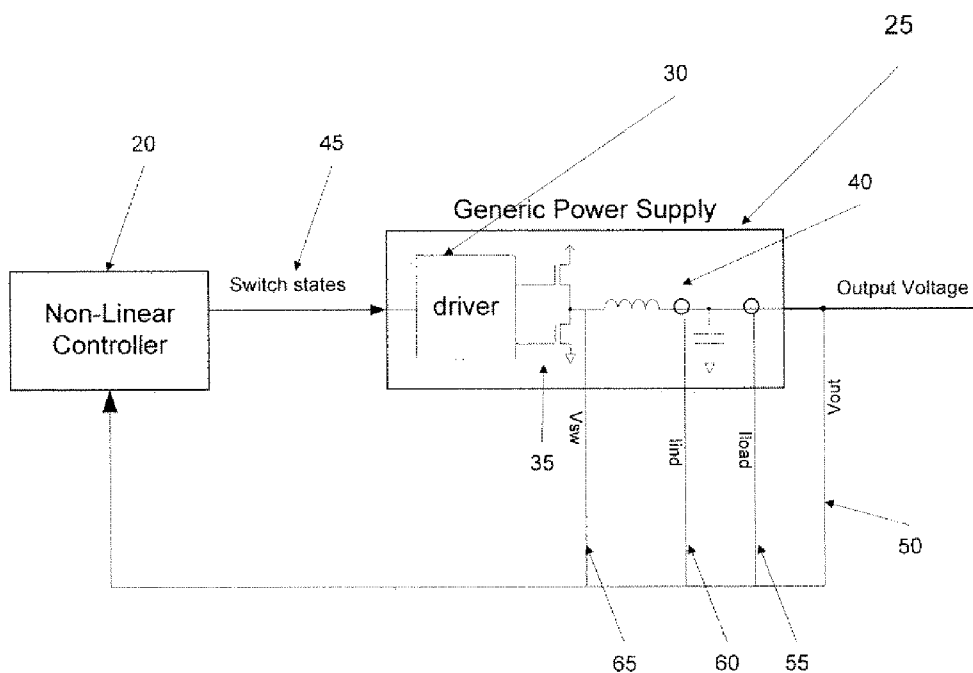 25
30
20
45
40
Generic Power Supply
Switch states
Output Voltage
Non-Linear
Controller
driver
Vsw
Iind
Iload
Vout
35
50
65
60
55